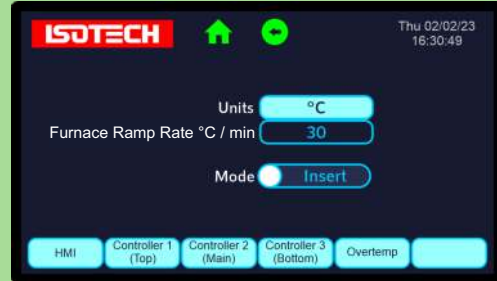 ISOTECH
Thu 02/02/23
16:30:49
Units °C
Furnace Ramp Rate °C / min 30
Mode Insert
HMI
Controller 1
(Top)
Controller 2
(Main)
Controller 3
(Bottom)
Overtemp